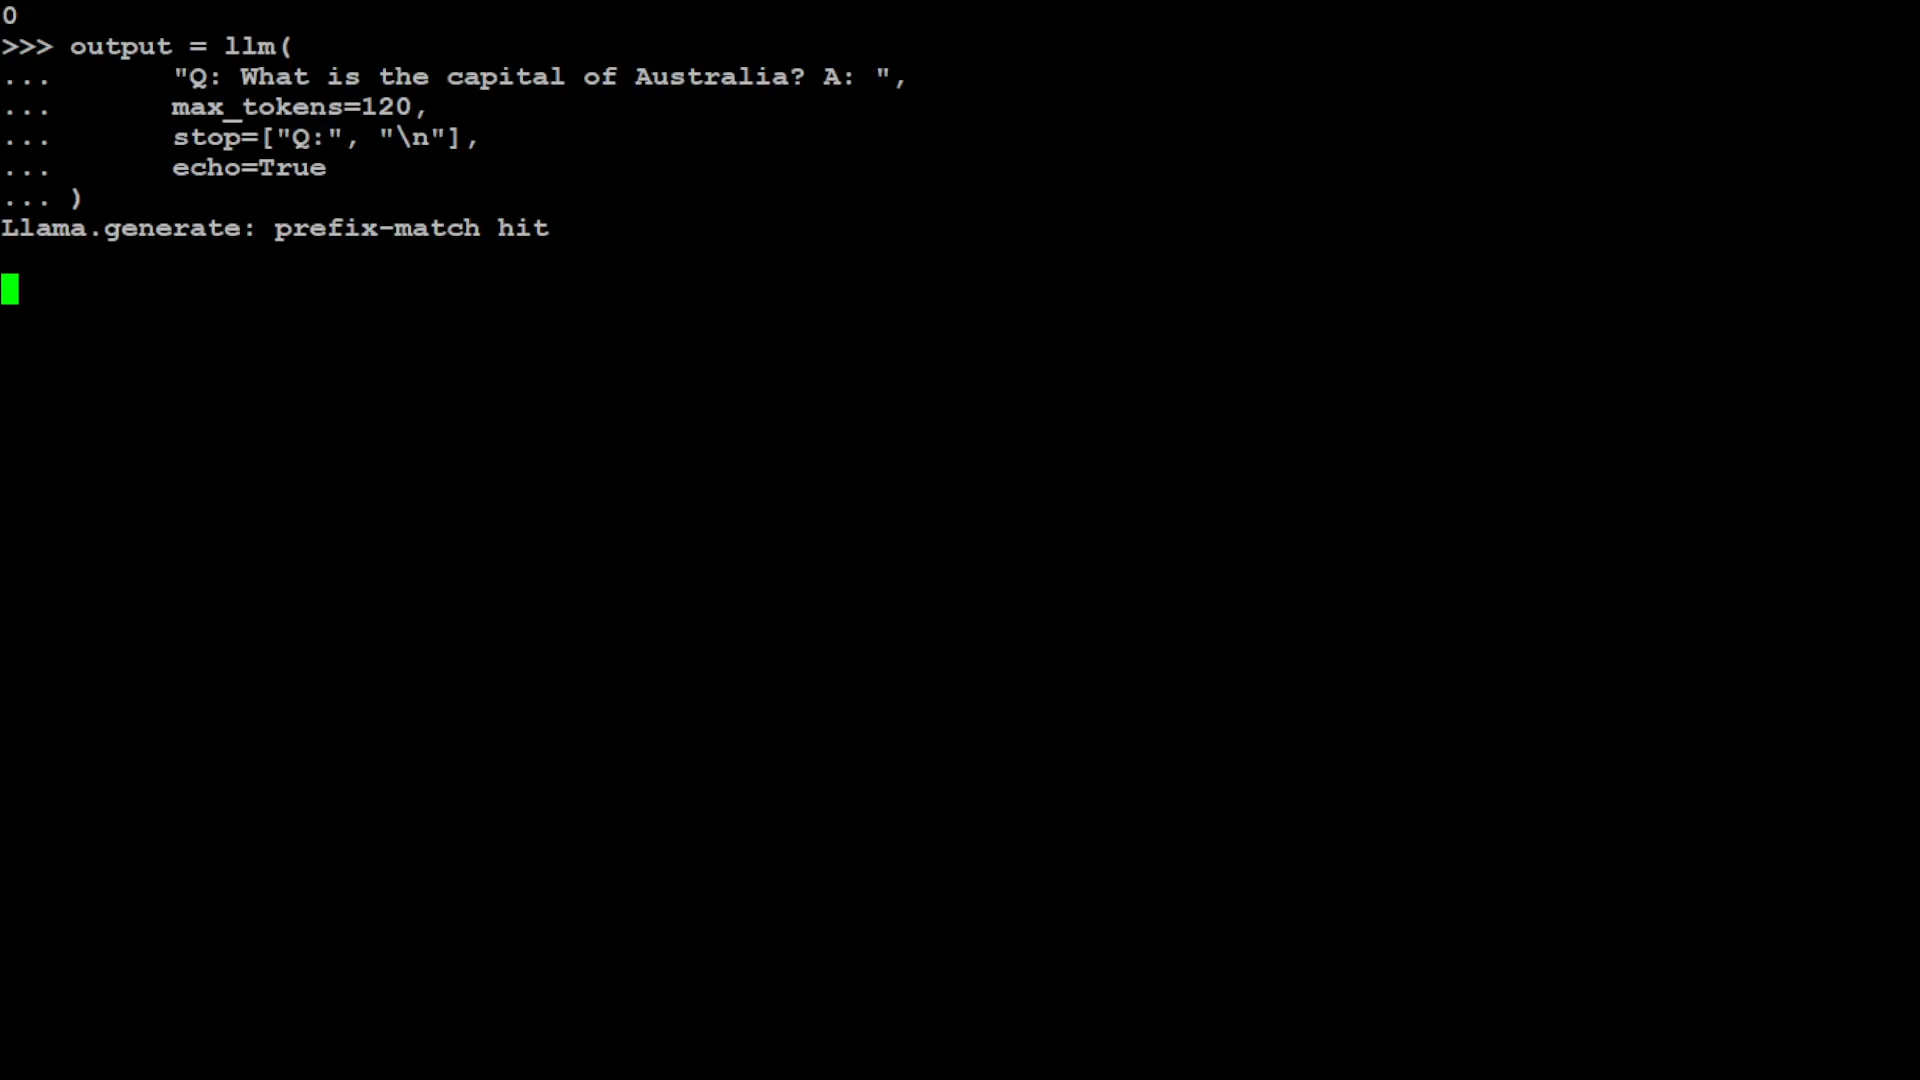 0
>>> output = llm(
...       "Q: What is the capital of Australia? A: ",
...       max_tokens=120,
...       stop=["Q:", "\n"],
...       echo=True
... )
Llama.generate: prefix-match hit